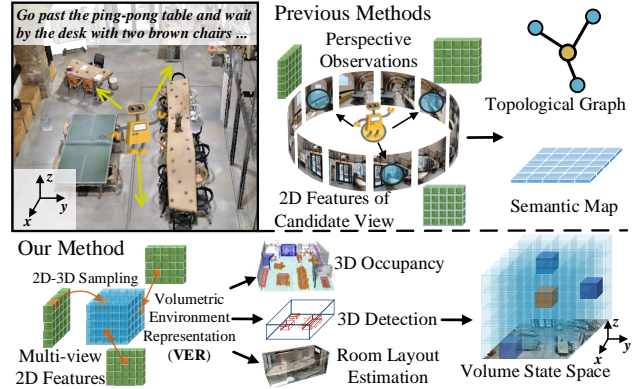 Go past the ping-pong table and wait
by the desk with two brown chairs ...
z
y
x
Previous Methods
Perspective
Observations
2D Features of
Candidate View
Topological Graph
Semantic Map
Our Method
2D-3D Sampling
Multi-view
2D Features
Volumetric
Environment
Representation
(VER)
3D Occupancy
3D Detection
Room Layout
Estimation
Volume State Space
z
y
x